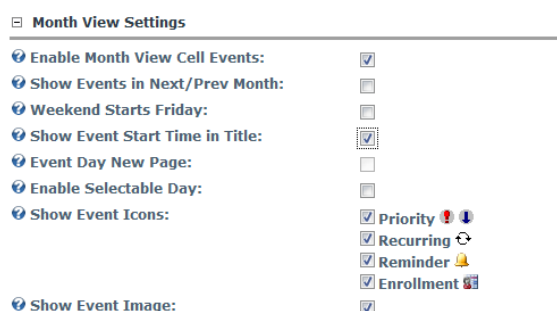 Month View Settings
Enable Month View Cell Events:
Show Events in Next/Prev Month:
Weekend Starts Friday:
Show Event Start Time in Title:
Event Day New Page:
Enable Selectable Day:
Show Event Icons: Priority
Recurring
Reminder
Enrollment
Show Event Image: